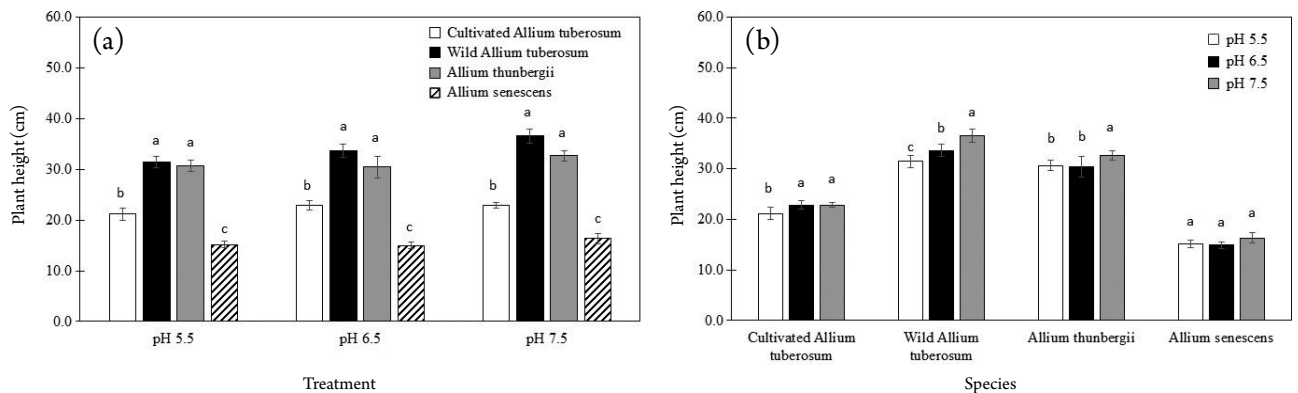 (a)
Plant height (cm)
60.0
50.0
40.0
30.0
20.0
10.0
0.0
Cultivated Allium tuberosum
Wild Allium tuberosum
Allium thunbergii
Allium senescens
b a a c
b a a c
b a a c
pH 5.5 pH 6.5 pH 7.5
Treatment
(b)
Plant height (cm)
60.0
50.0
40.0
30.0
20.0
10.0
0.0
pH 5.5
pH 6.5
pH 7.5
b a a
c b a
b b a
a a a
Cultivated Allium
tuberosum
Wild Allium
tuberosum
Allium thunbergii
Allium senescens
Species